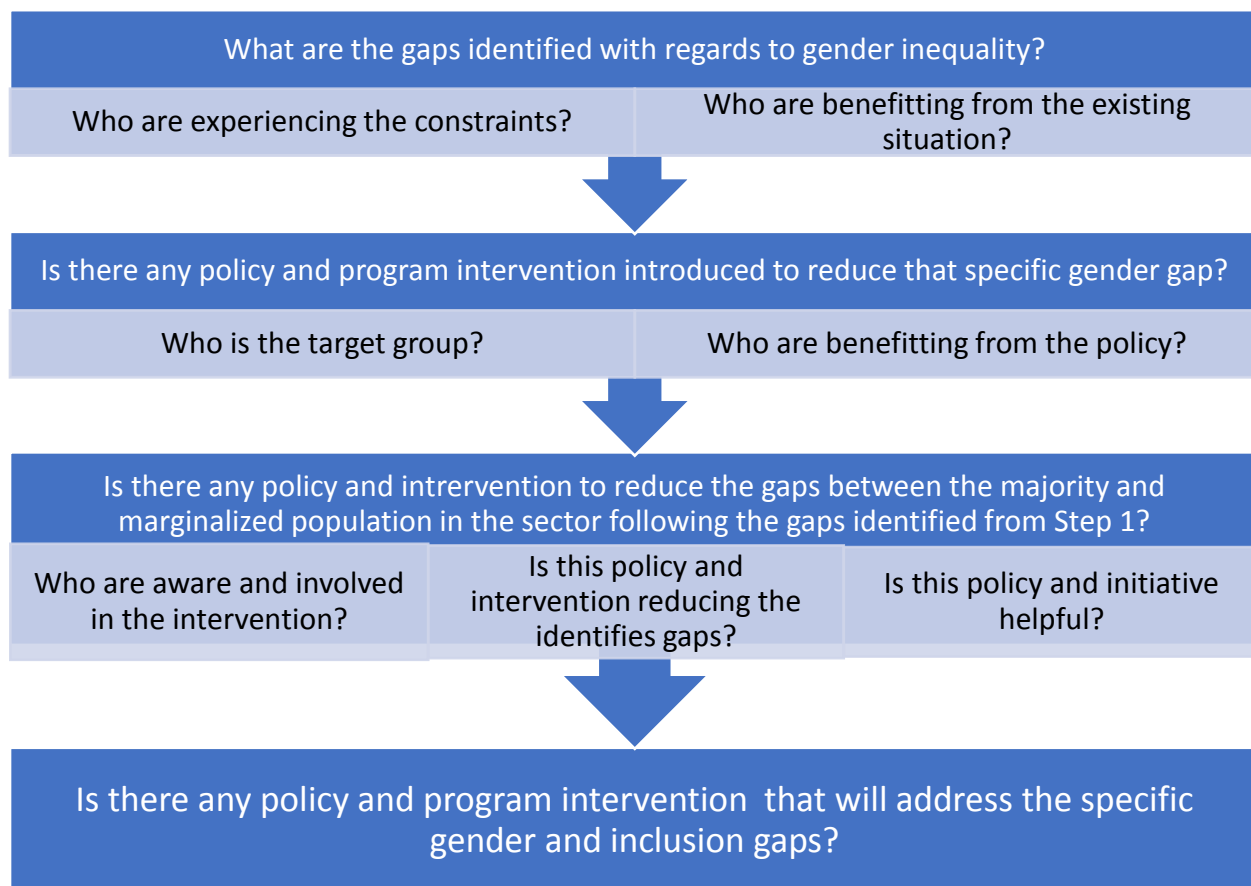 What are the gaps identified with regards to gender inequality?
Who are experiencing the constraints?
Who are benefitting from the existing
situation?
Is there any policy and program intervention introduced to reduce that specific gender gap?
Who is the target group?
Who are benefitting from the policy?
Is there any policy and intrervention to reduce the gaps between the majority and
marginalized population in the sector following the gaps identified from Step 1?
Who are aware and involved
in the intervention?
Is this policy and
intervention reducing the
identifies gaps?
Is this policy and initiative
helpful?
Is there any policy and program intervention that will address the specific
gender and inclusion gaps?